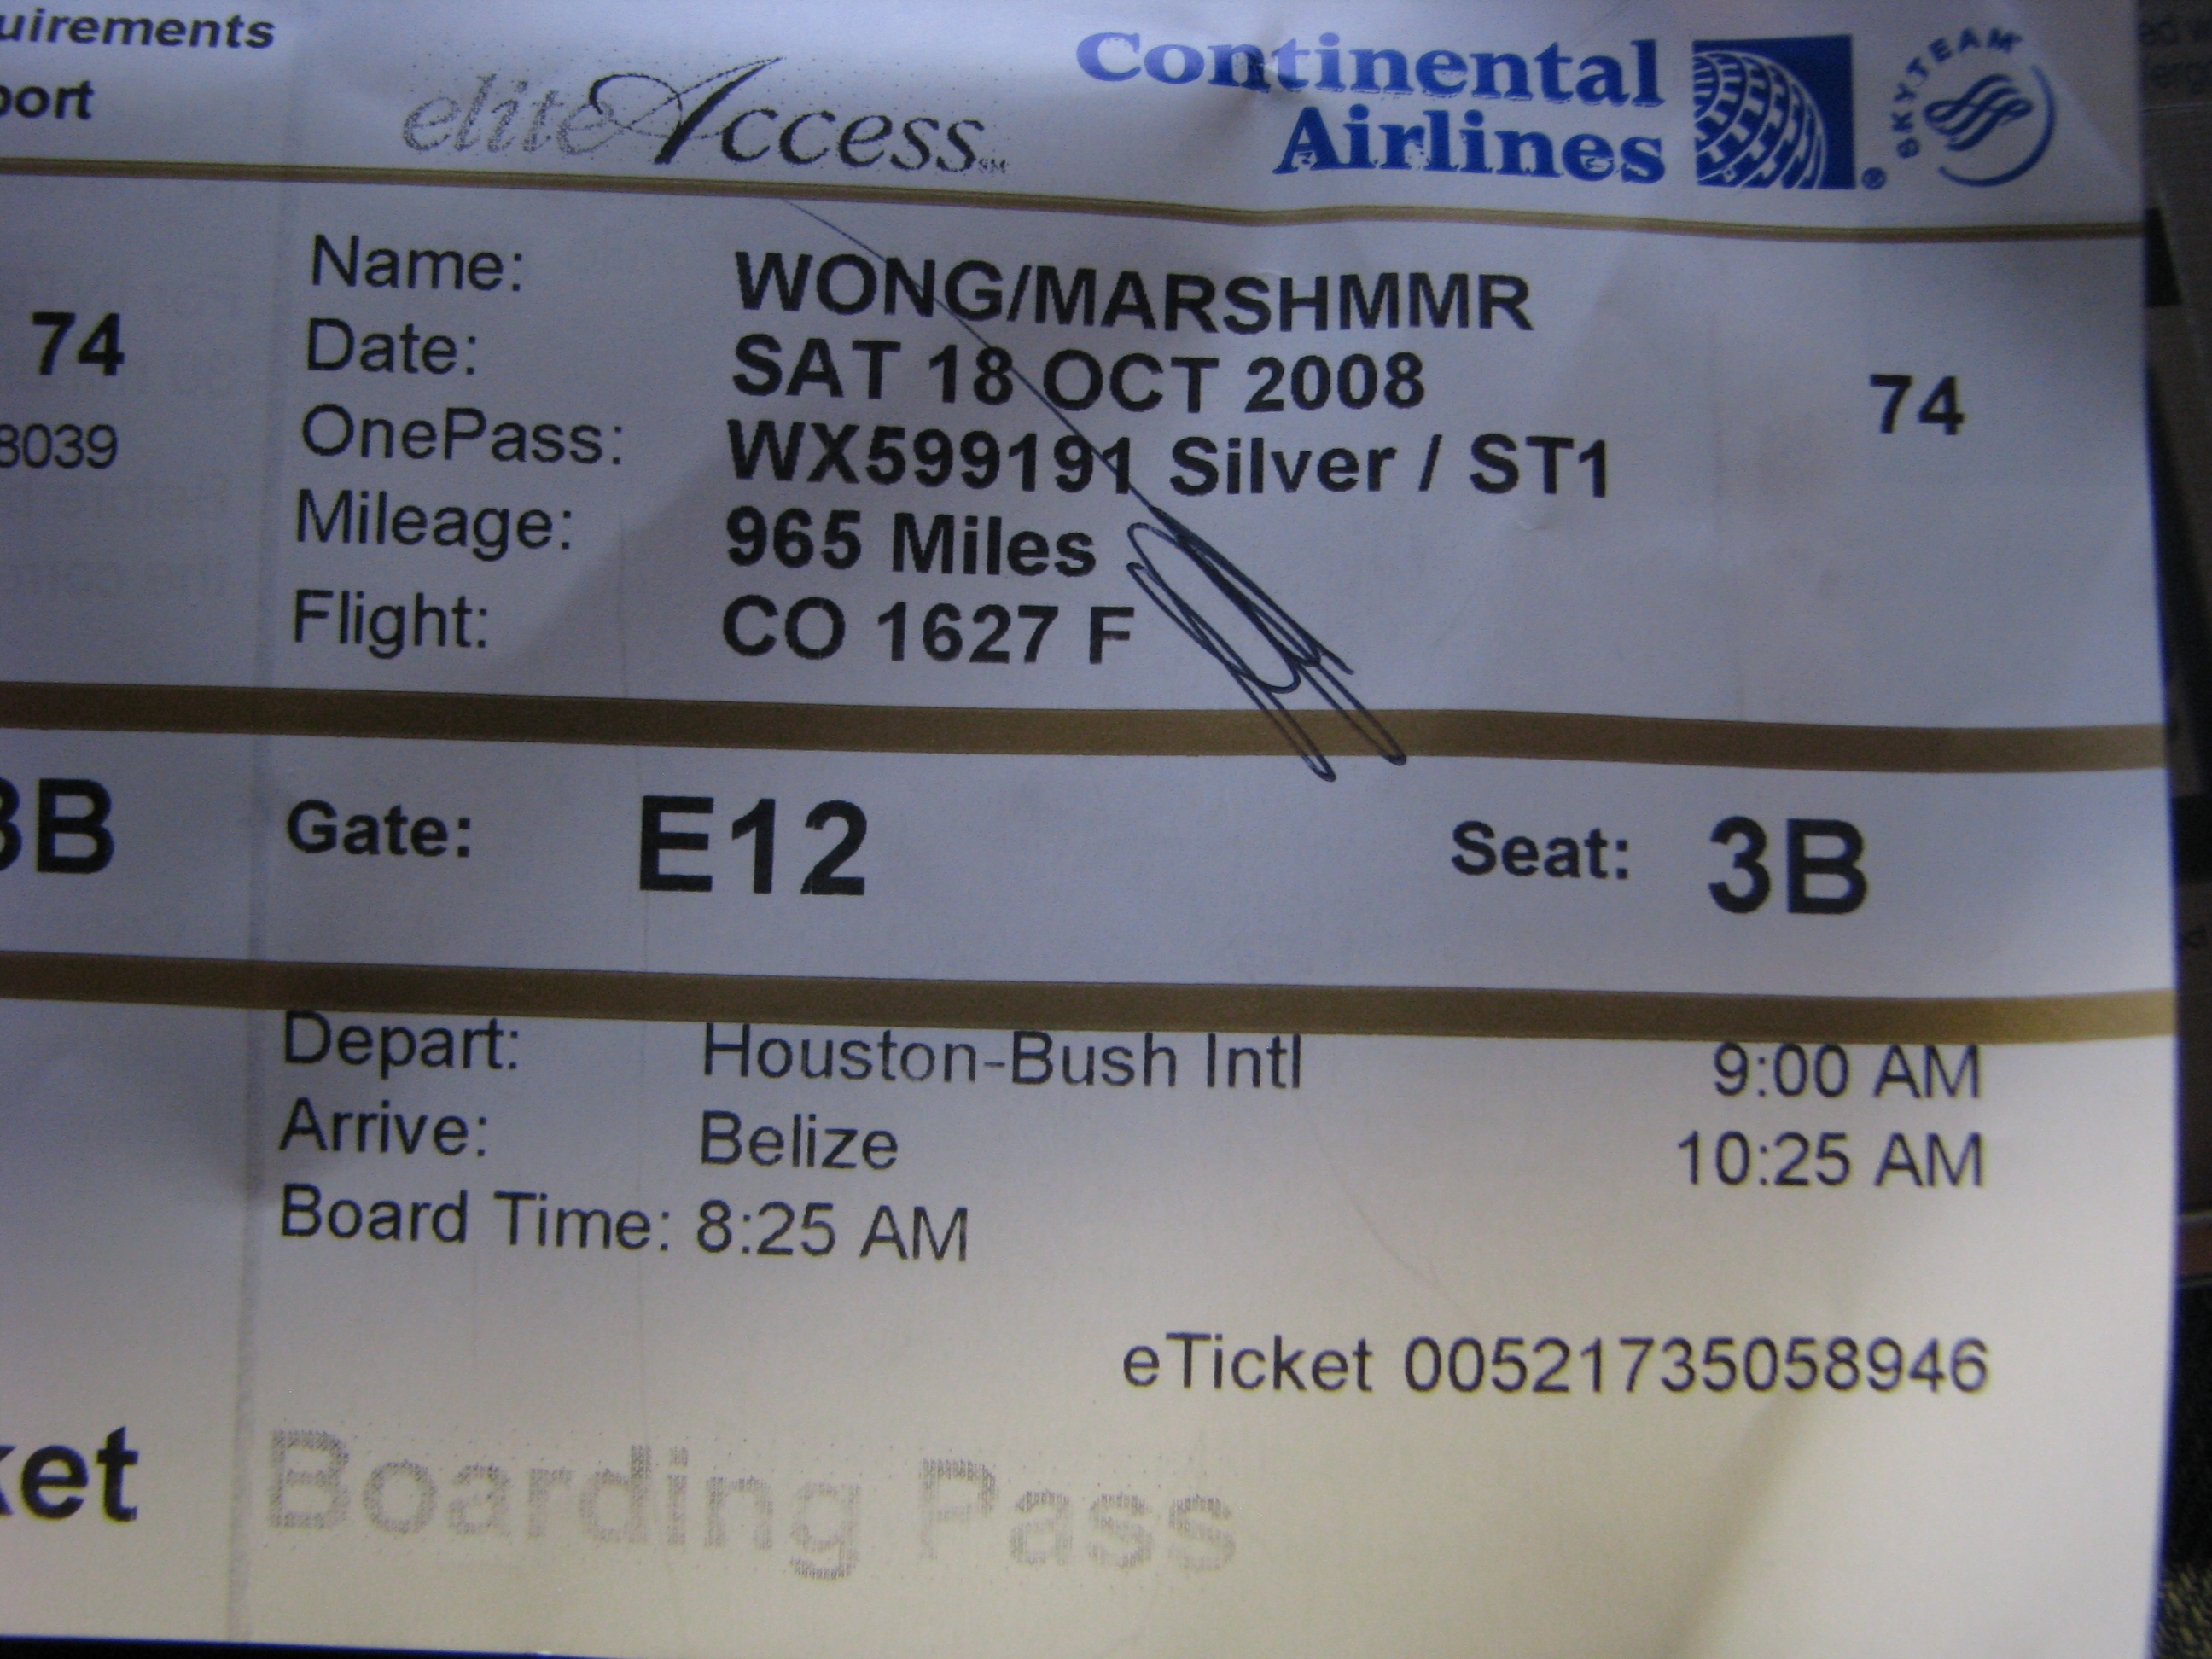 uirements
port
eliteAccess SM
Continental
Airlines ®
SKYTEAM
Name: WONG/MARSHMMR
74 Date: SAT 18 OCT 2008 74
8039 OnePass: WX599191 Silver / ST1
Mileage: 965 Miles
Flight: CO 1627 F
3B Gate: E12 Seat: 3B
Depart: Houston-Bush Intl 9:00 AM
Arrive: Belize 10:25 AM
Board Time: 8:25 AM
eTicket 00521735058946
ket Boarding Pass